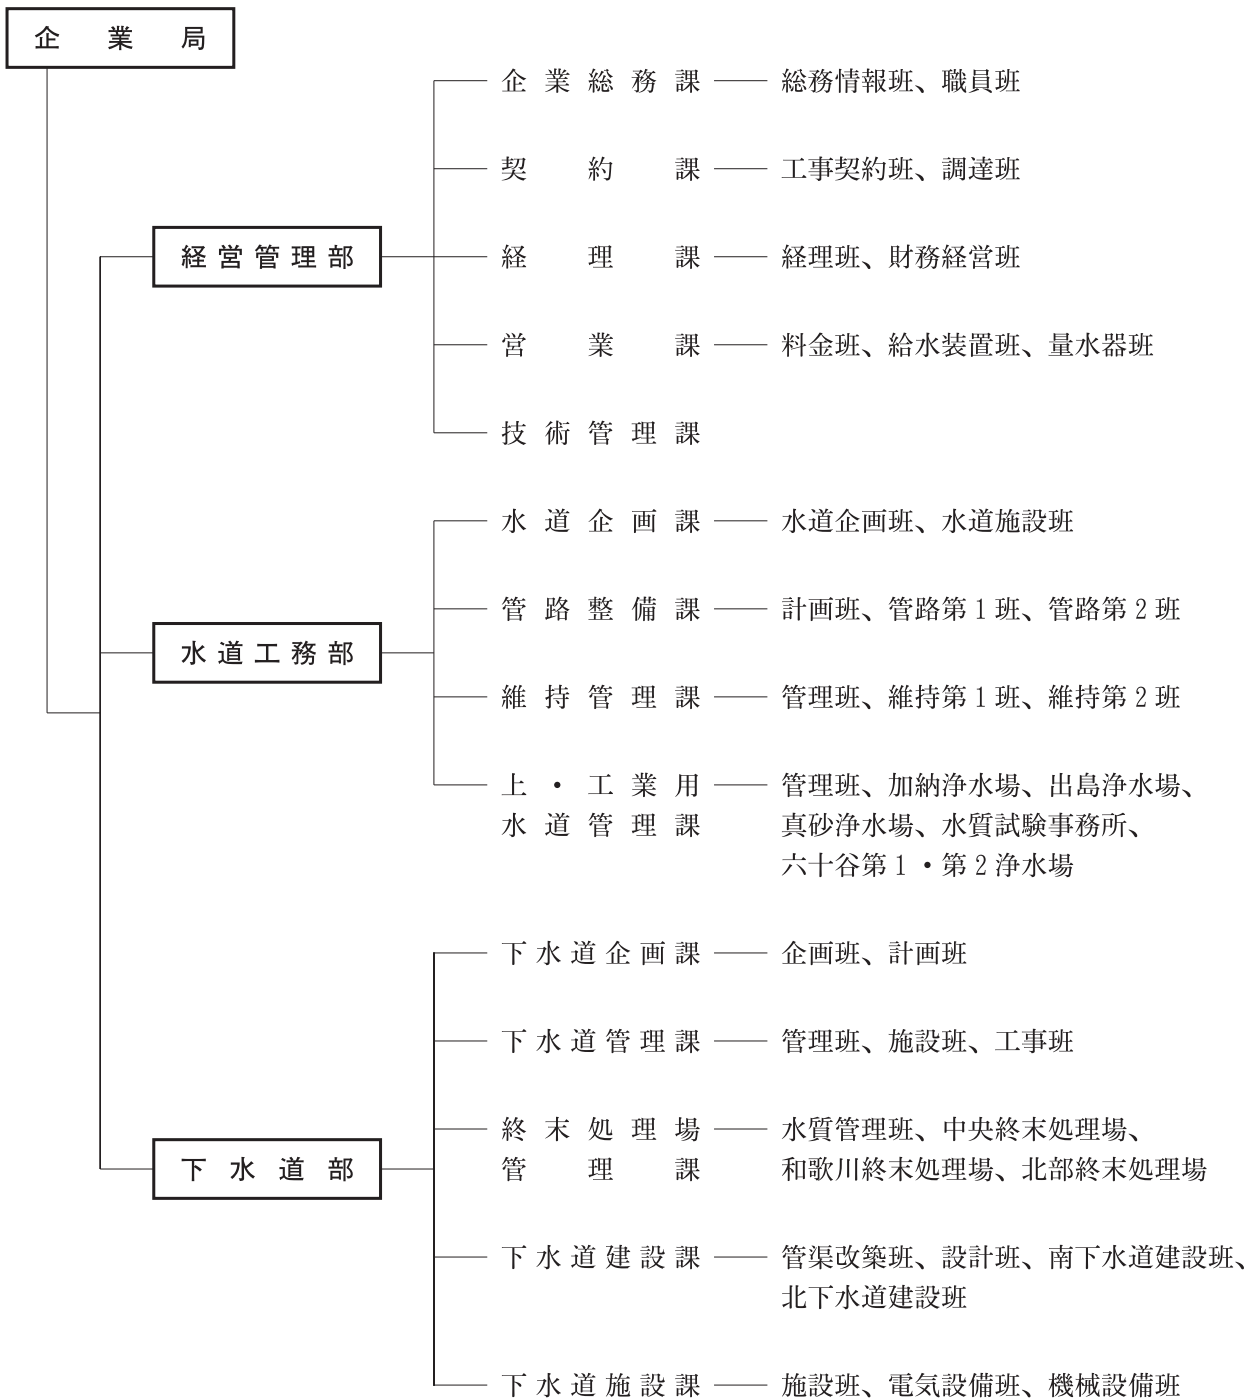 企業局
企業総務課 総務情報班、職員班
契約課 工事契約班、調達班
経営管理部 経理課 経理班、財務経営班
営業課 料金班、給水装置班、量水器班
技術管理課
水道企画課 水道企画班、水道施設班
管路整備課 計画班、管路第1班、管路第2班
水道工務部
維持管理課 管理班、維持第1班、維持第2班
上・工業用 管理班、加納浄水場、出島浄水場、
水道管理課 真砂浄水場、水質試験事務所、
六十谷第1・第2浄水場
下水道企画課 企画班、計画班
下水道管理課 管理班、施設班、工事班
終末処理場 水質管理班、中央終末処理場、
下水道部 管理課 和歌川終末処理場、北部終末処理場
下水道建設課 管渠改築班、設計班、南下水道建設班、
北下水道建設班
下水道施設課 施設班、電気設備班、機械設備班